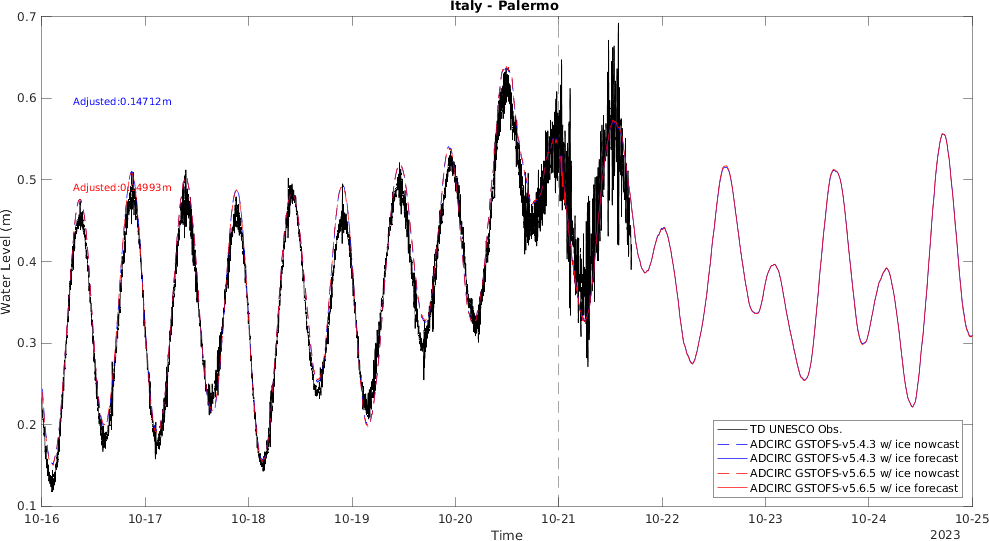 Italy - Palermo
0.7
0.6
0.5
0.4
0.3
0.2
0.1
Water Level (m)
Adjusted:0.14712m
Adjusted:0.14993m
TD UNESCO Obs.
ADCIRC GSTOFS-v5.4.3 w/ ice nowcast
ADCIRC GSTOFS-v5.4.3 w/ ice forecast
ADCIRC GSTOFS-v5.6.5 w/ ice nowcast
ADCIRC GSTOFS-v5.6.5 w/ ice forecast
10-16 10-17 10-18 10-19 10-20 10-21 10-22 10-23 10-24 10-25
Time
2023